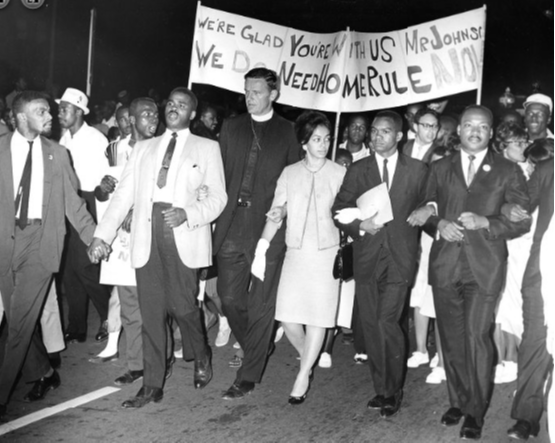 WE'RE GLAD YOU'RE WITH US MR JOHNSON
WE DO NEED HOME RULE NOW